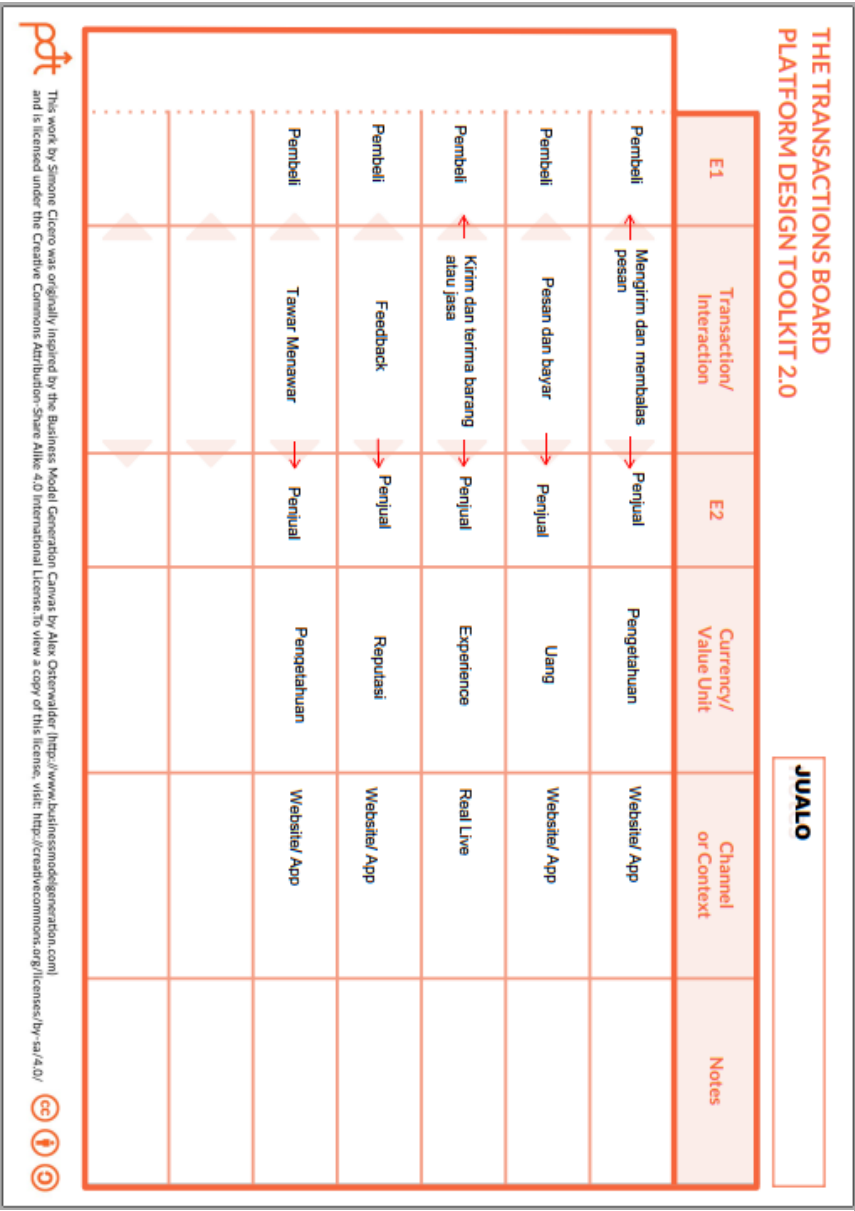 THE TRANSACTIONS BOARD
PLATFORM DESIGN TOOLKIT 2.0
JUALO
E1
Transaction/
Interaction
E2
Currency/
Value Unit
Channel
or Context
Notes
Pembeli
Mengirim dan membalas
pesan
Penjual
Pengetahuan
Website/ App
Pembeli
Pesan dan bayar
Penjual
Uang
Website/ App
Pembeli
Kirim dan terima barang
atau jasa
Penjual
Experience
Real Live
Pembeli
Feedback
Penjual
Reputasi
Website/ App
Pembeli
Tawar Menawar
Penjual
Pengetahuan
Website/ App
pdt
This work by Simone Cicero was originally inspired by the Business Model Generation Canvas by Alex Osterwalder (http://www.businessmodelgeneration.com)
and is licensed under the Creative Commons Attribution-Share Alike 4.0 International License.To view a copy of this license, visit: http://creativecommons.org/licenses/by-sa/4.0/
cc